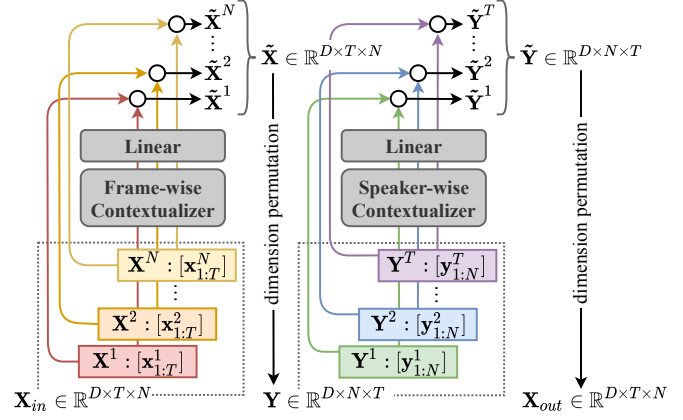 X̃^N
⋮
X̃^2
X̃^1
X̃ ∈ ℝ^{D×T×N}
Linear
Frame-wise
Contextualizer
X^N : [x^N_{1:T}]
⋮
X^2 : [x^2_{1:T}]
X^1 : [x^1_{1:T}]
X_{in} ∈ ℝ^{D×T×N}
dimension permutation
Ỹ^T
⋮
Ỹ^2
Ỹ^1
Ỹ ∈ ℝ^{D×N×T}
Linear
Speaker-wise
Contextualizer
Y^T : [y^T_{1:N}]
⋮
Y^2 : [y^2_{1:N}]
Y^1 : [y^1_{1:N}]
Y ∈ ℝ^{D×N×T}
dimension permutation
X_{out} ∈ ℝ^{D×T×N}